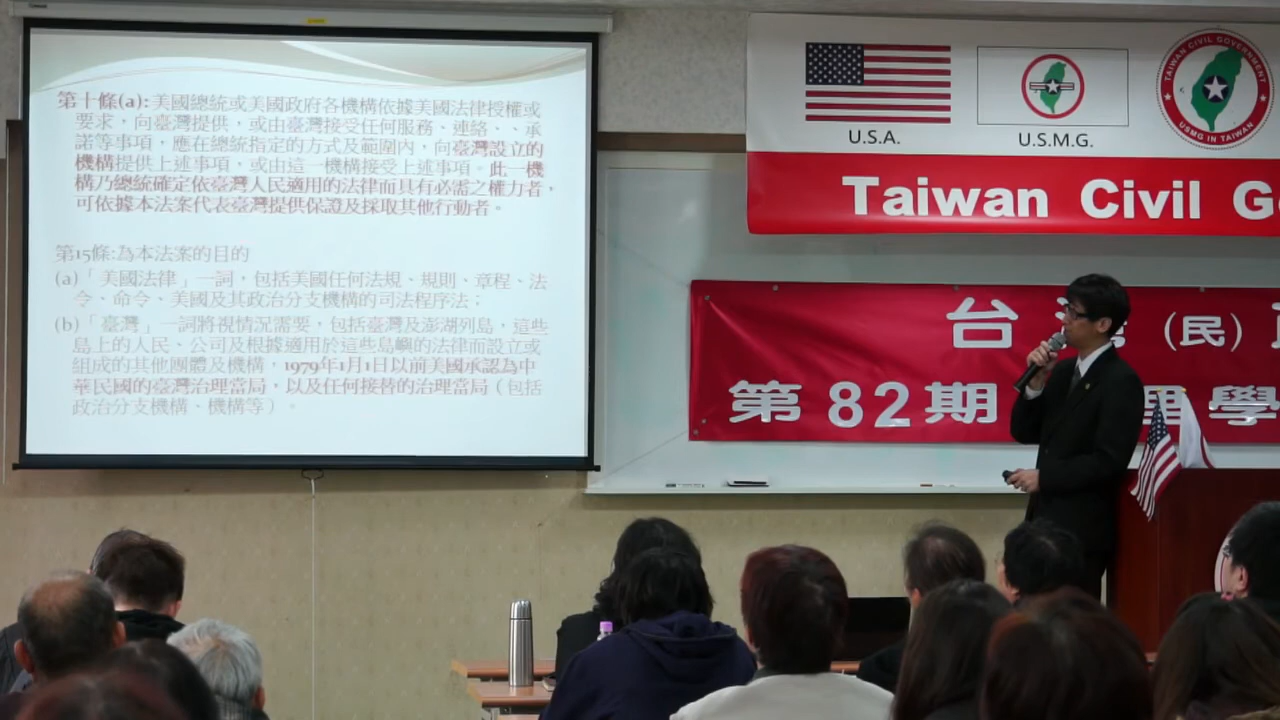 第十條(a): 美國總統或美國政府各機構依據美國法律授權或
要求，向臺灣提供，或由臺灣接受任何服務、連絡、、承
諾等事項，應在總統指定的方式及範圍內，向臺灣設立的
機構提供上述事項，或由這一機構接受上述事項。此一機
構乃總統確定依臺灣人民適用的法律而具有必需之權力者，
可依據本法案代表臺灣提供保證及採取其他行動者。
第15條:為本法案的目的
(a)「美國法律」一詞，包括美國任何法規、規則、章程、法
令、命令、美國及其政治分支機構的司法程序法；
(b)「臺灣」一詞將視情況需要，包括臺灣及澎湖列島，這些
島上的人民、公司及根據適用於這些島嶼的法律而設立或
組成的其他團體及機構，1979年1月1日以前美國承認為中
華民國的臺灣治理當局，以及任何接替的治理當局（包括
政治分支機構、機構等）。
U.S.A.
U.S.M.G.
TAIWAN CIVIL GOVERNMENT
USMG IN TAIWAN
Taiwan Civil G
台 (民)
第82期 理學